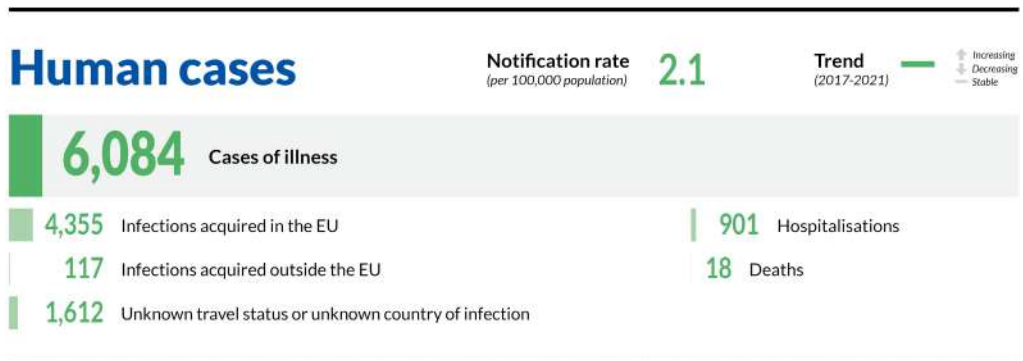 Human cases
Notification rate
(per 100,000 population)
2.1
Trend
(2017-2021)
Increasing
Decreasing
Stable
6,084 Cases of illness
4,355 Infections acquired in the EU
117 Infections acquired outside the EU
1,612 Unknown travel status or unknown country of infection
901 Hospitalisations
18 Deaths